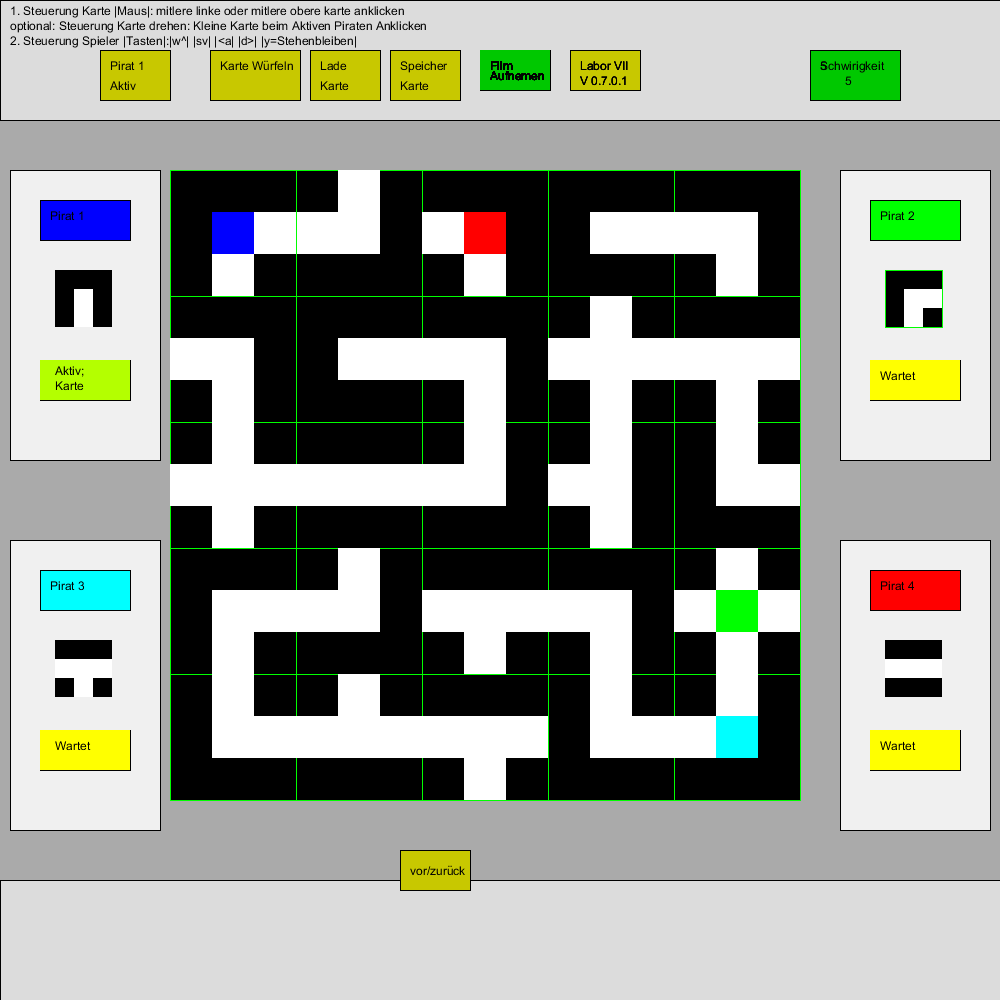 1. Steuerung Karte |Maus|: mitlere linke oder mitlere obere karte anklicken
optional: Steuerung Karte drehen: Kleine Karte beim Aktiven Piraten Anklicken
2. Steuerung Spieler |Tasten|:|w^| |sv| |<a| |d>| |y=Stehenbleiben|
Pirat 1
Aktiv
Karte Würfeln
Lade
Karte
Speicher
Karte
Film
Aufnemen
Labor VII
V 0.7.0.1
Schwirigkeit
5
Pirat 1
Aktiv;
Karte
Pirat 2
Wartet
Pirat 3
Wartet
Pirat 4
Wartet
vor/zurück